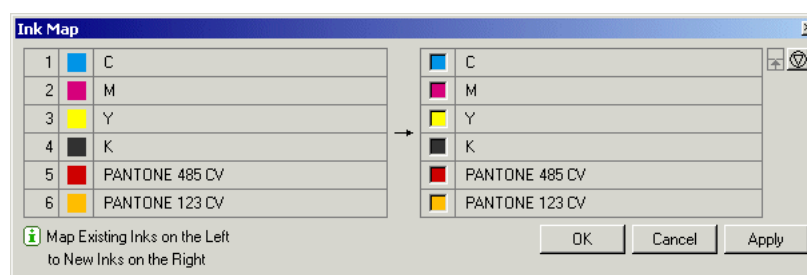 Ink Map
1 C C
2 M M
3 Y Y
4 K K
5 PANTONE 485 CV PANTONE 485 CV
6 PANTONE 123 CV PANTONE 123 CV
Map Existing Inks on the Left
to New Inks on the Right
OK Cancel Apply